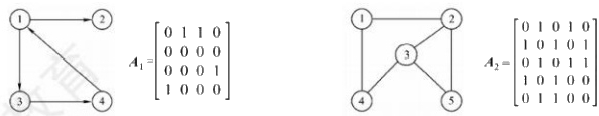 1 2
3 4
A₁ =
0 1 1 0
0 0 0 0
0 0 0 1
1 0 0 0
1 2
3
4 5
A₂ =
0 1 0 1 0
1 0 1 0 1
0 1 0 1 1
1 0 1 0 0
0 1 1 0 0
教育